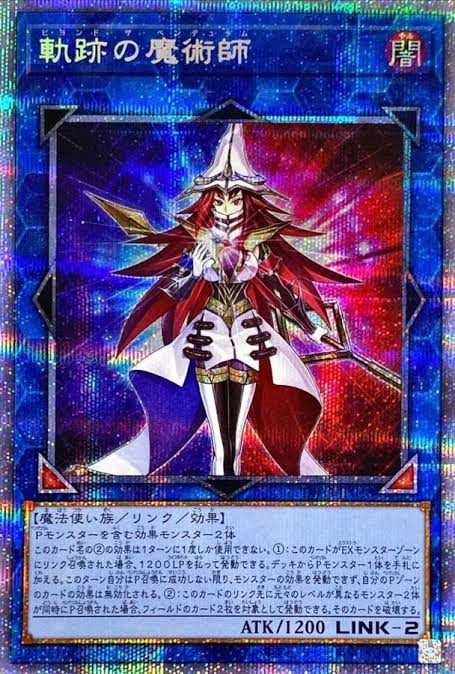 ビヨンド ザ ペンデュラム
軌跡の魔術師
闇
【魔法使い族／リンク／効果】
Pモンスターを含む効果モンスター2体
このカード名の②の効果は1ターンに1度しか使用できない。①：このカードがEXモンスターゾーン
にリンク召喚した場合、1200LPを払って発動できる。デッキからPモンスター1体を手札に
加える。このターン自分はP召喚に成功しない限り、モンスターの効果を発動できず、自分のPゾーン
のカードの効果は無効化される。②：このカードのリンク先に元々のレベルが異なるモンスター2体
が同時にP召喚された場合、フィールドのカード2枚を対象として発動できる。そのカードを破壊する。
ATK/1200 LINK-2